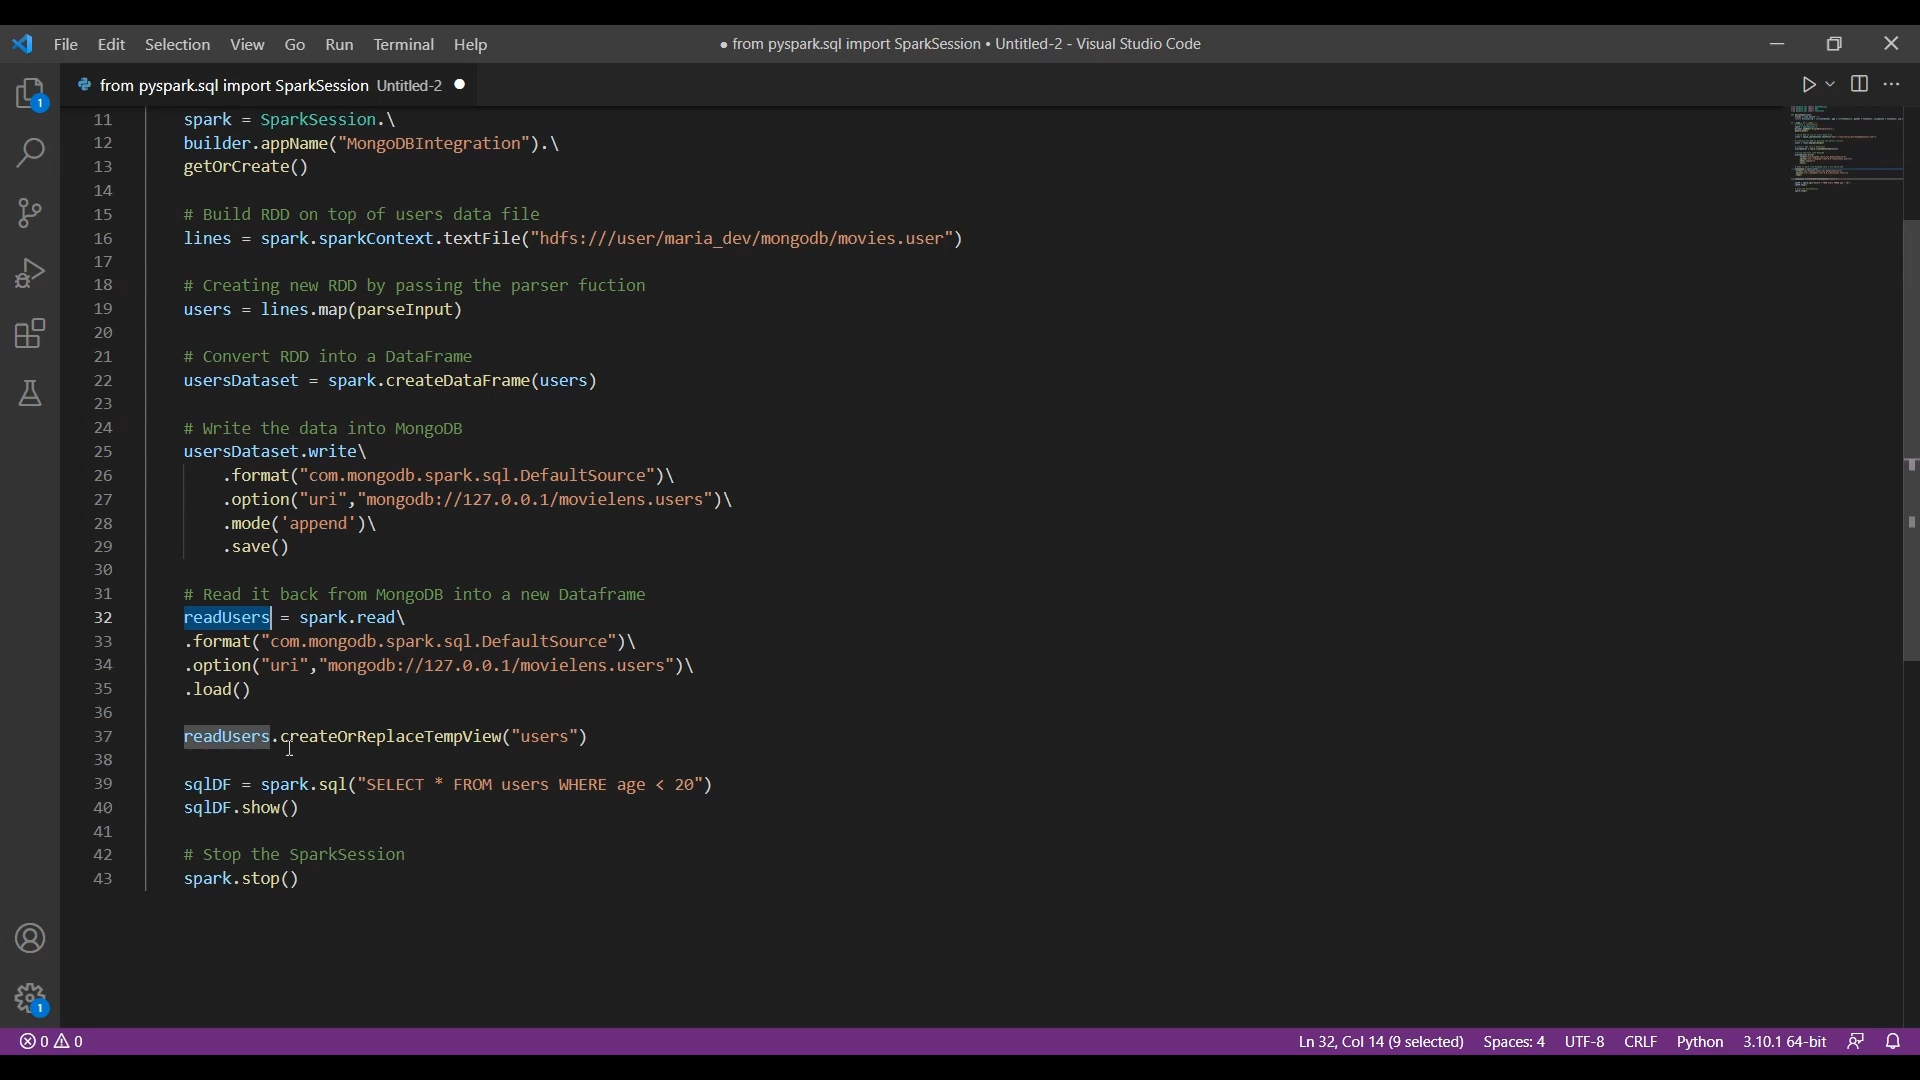 File Edit Selection View Go Run Terminal Help
● from pyspark.sql import SparkSession • Untitled-2 - Visual Studio Code
1
from pyspark.sql import SparkSession Untitled-2 ●
11 spark = SparkSession.\
12 builder.appName("MongoDBIntegration").\
13 getOrCreate()
14
15 # Build RDD on top of users data file
16 lines = spark.sparkContext.textFile("hdfs:///user/maria_dev/mongodb/movies.user")
17
18 # Creating new RDD by passing the parser fuction
19 users = lines.map(parseInput)
20
21 # Convert RDD into a DataFrame
22 usersDataset = spark.createDataFrame(users)
23
24 # Write the data into MongoDB
25 usersDataset.write\
26 .format("com.mongodb.spark.sql.DefaultSource")\
27 .option("uri","mongodb://127.0.0.1/movielens.users")\
28 .mode('append')\
29 .save()
30
31 # Read it back from MongoDB into a new Dataframe
32 readUsers = spark.read\
33 .format("com.mongodb.spark.sql.DefaultSource")\
34 .option("uri","mongodb://127.0.0.1/movielens.users")\
35 .load()
36
37 readUsers.createOrReplaceTempView("users")
38
39 sqlDF = spark.sql("SELECT * FROM users WHERE age < 20")
40 sqlDF.show()
41
42 # Stop the SparkSession
43 spark.stop()
1
0 0 Ln 32, Col 14 (9 selected) Spaces: 4 UTF-8 CRLF Python 3.10.1 64-bit